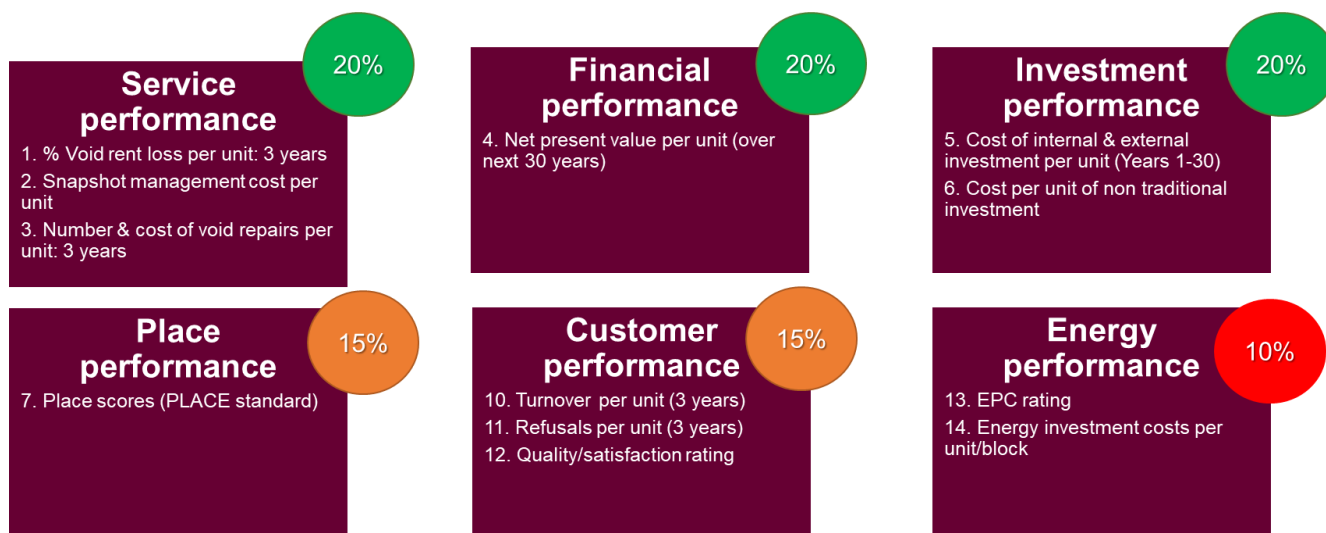 Service
performance
20%
1. % Void rent loss per unit: 3 years
2. Snapshot management cost per
unit
3. Number & cost of void repairs per
unit: 3 years
Financial
performance
20%
4. Net present value per unit (over
next 30 years)
Investment
performance
20%
5. Cost of internal & external
investment per unit (Years 1-30)
6. Cost per unit of non traditional
investment
Place
performance
15%
7. Place scores (PLACE standard)
Customer
performance
15%
10. Turnover per unit (3 years)
11. Refusals per unit (3 years)
12. Quality/satisfaction rating
Energy
performance
10%
13. EPC rating
14. Energy investment costs per
unit/block